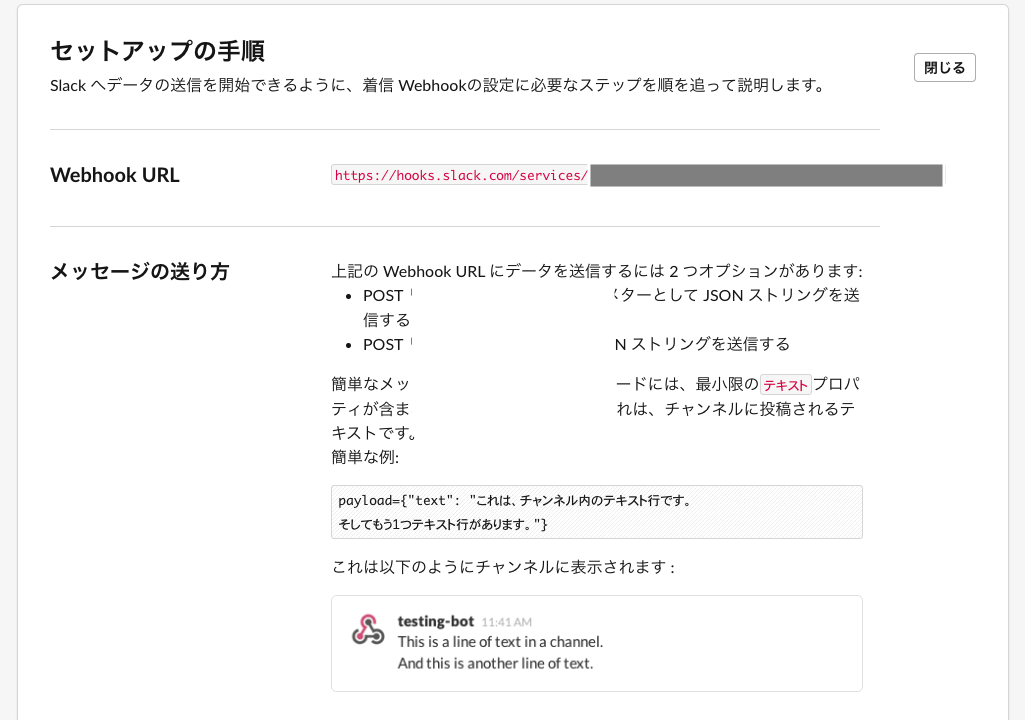 セットアップの手順
Slack へデータの送信を開始できるように、着信 Webhookの設定に必要なステップを順を追って説明します。
閉じる
Webhook URL
https://hooks.slack.com/services/
メッセージの送り方
上記の Webhook URL にデータを送信するには 2 つオプションがあります:
POST ターとして JSON ストリングを送
信する
POST N ストリングを送信する
簡単なメッ ードには、最小限のテキストプロパ
ティが含ま れは、チャンネルに投稿されるテ
キストです。
簡単な例:
payload={"text": "これは、チャンネル内のテキスト行です。
そしてもう1つテキスト行があります。"}
これは以下のようにチャンネルに表示されます :
testing-bot 11:41 AM
This is a line of text in a channel.
And this is another line of text.